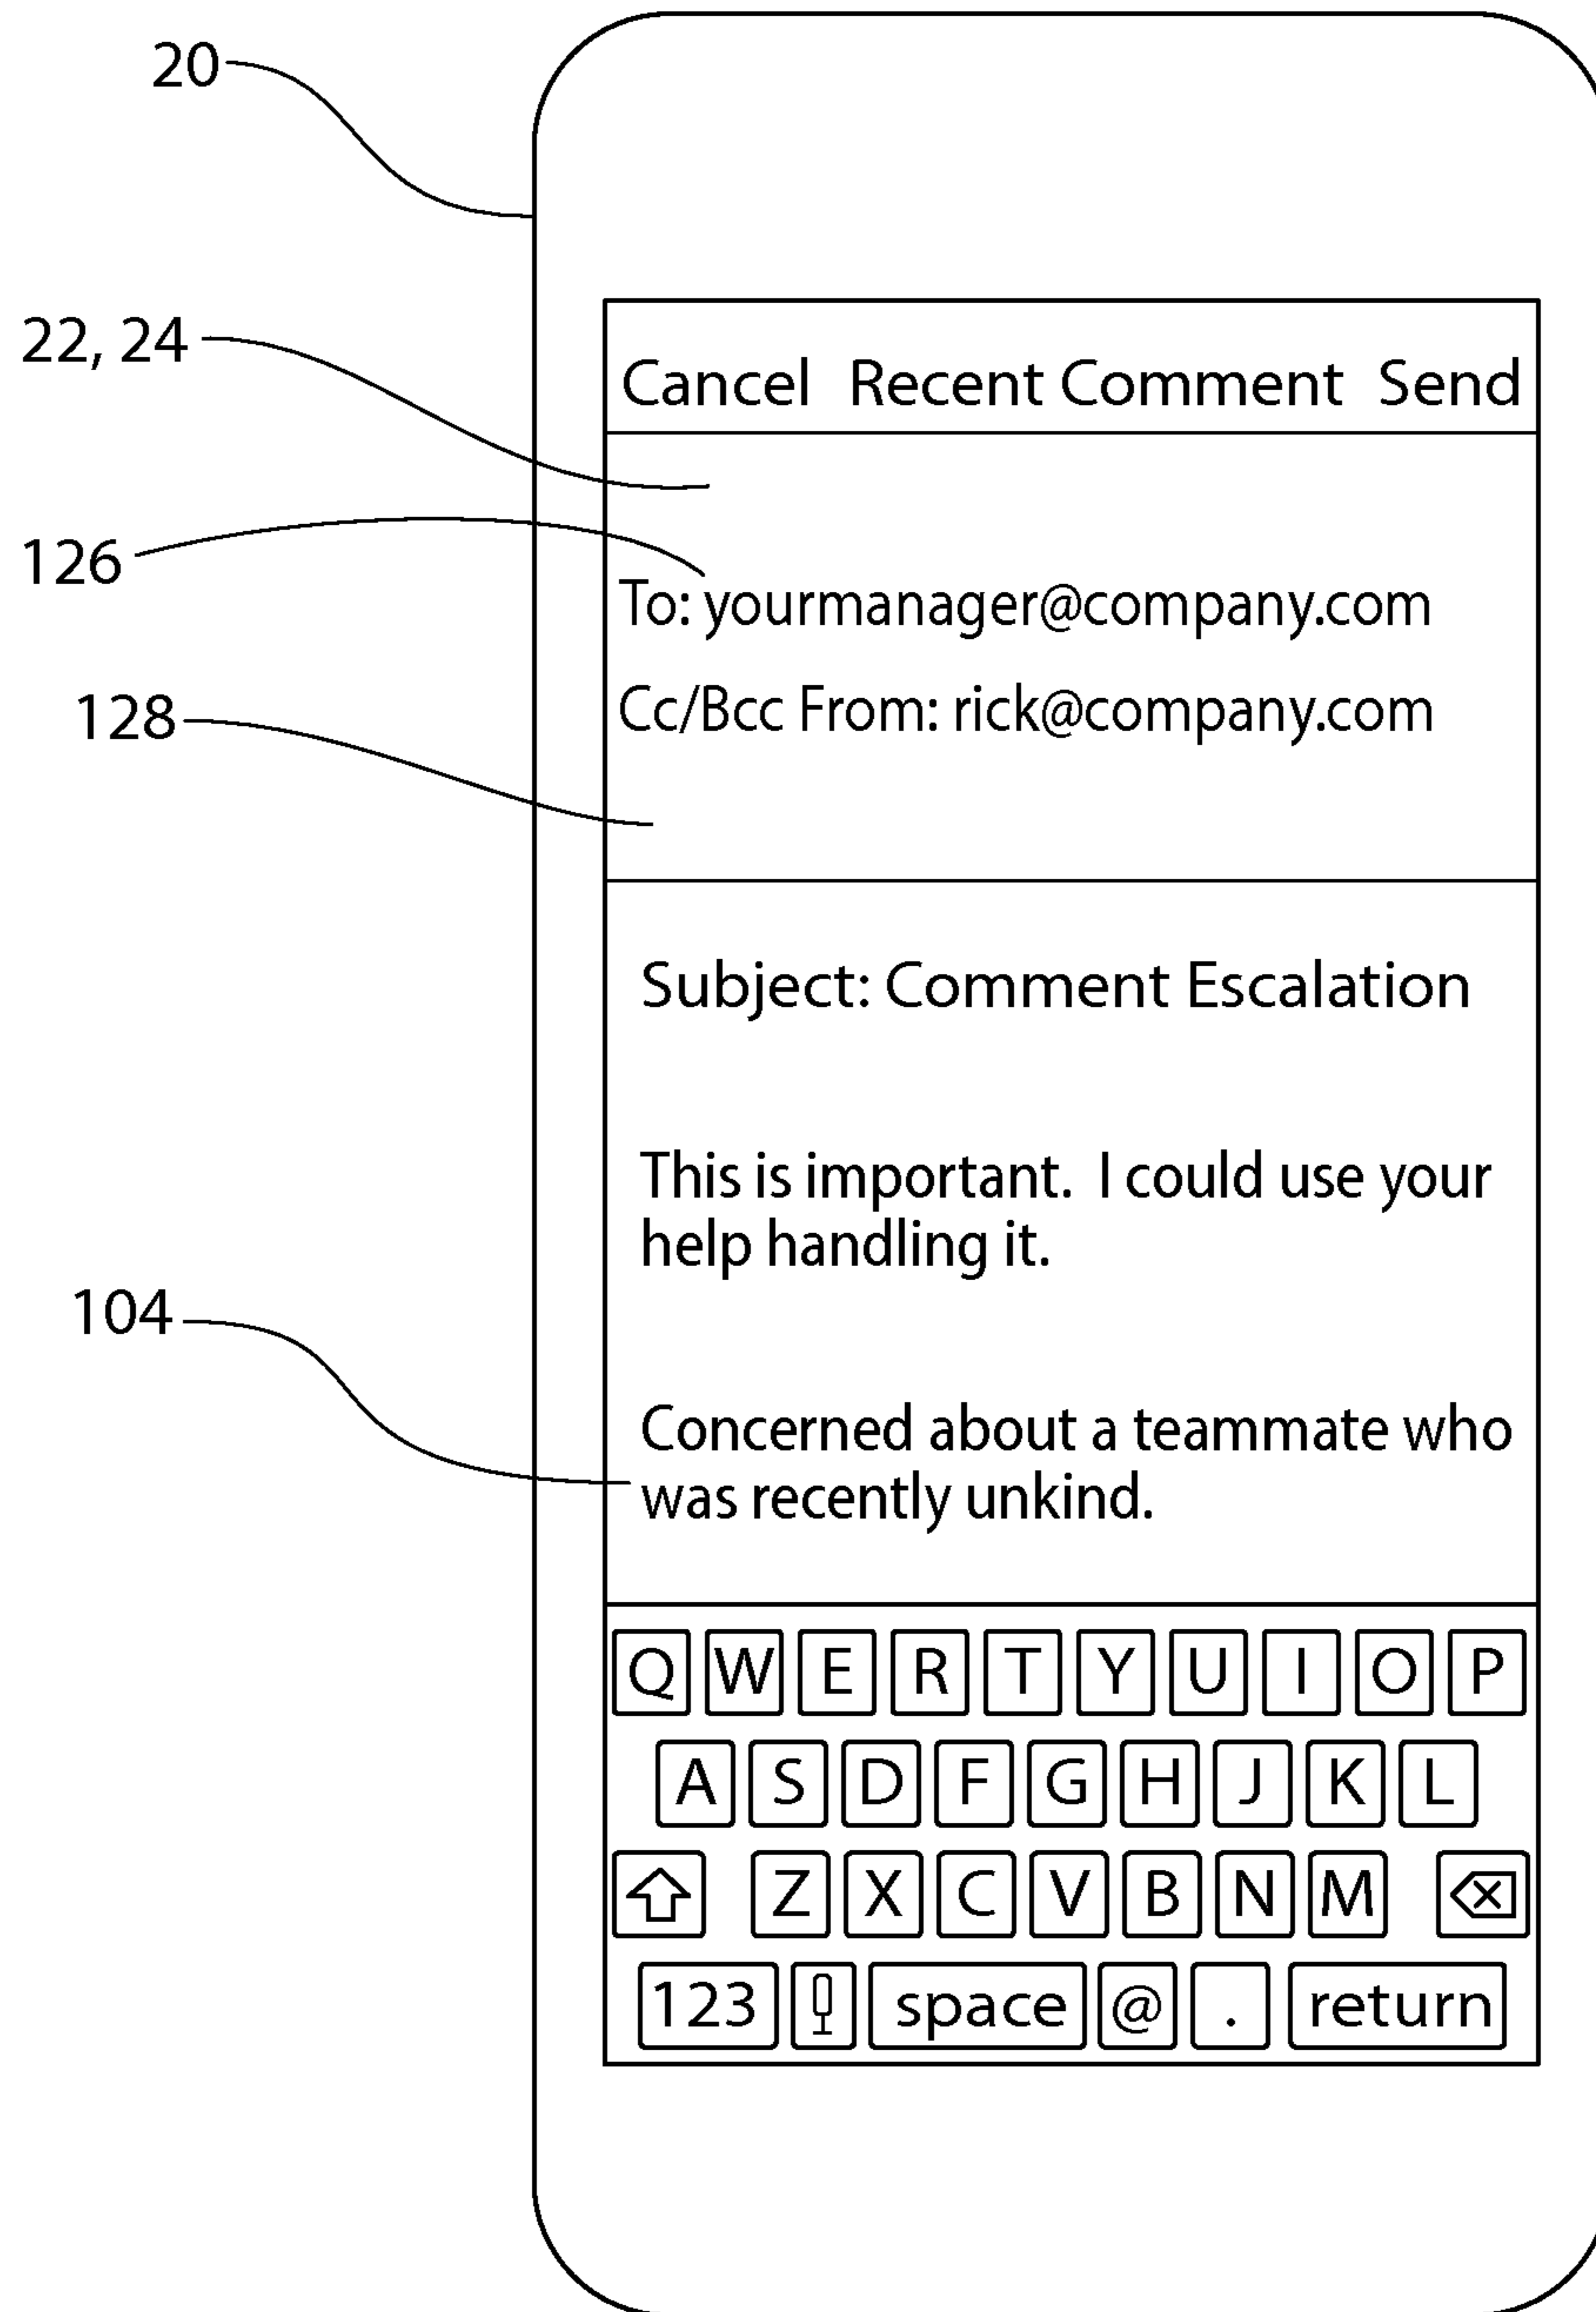 20
22, 24
Cancel Recent Comment Send
126
To: yourmanager@company.com
128
Cc/Bcc From: rick@company.com
Subject: Comment Escalation
This is important. I could use your
help handling it.
104
Concerned about a teammate who
was recently unkind.
Q W E R T Y U I O P
A S D F G H J K L
Z X C V B N M
123 space @ . return